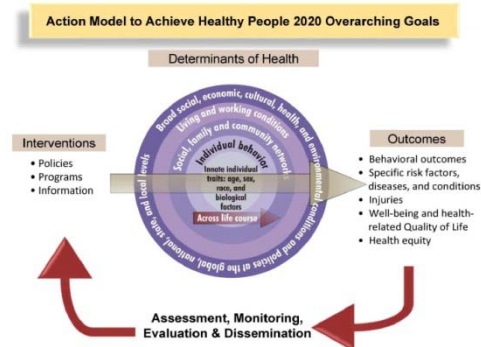 Action Model to Achieve Healthy People 2020 Overarching Goals
Determinants of Health
Interventions
• Policies
• Programs
• Information
Broad social, economic, cultural, health, and environmental conditions and policies at the global, national, state, and local levels
Living and working conditions
Social, family and community networks
Individual behavior
Innate individual
traits: age, sex,
race, and
biological
factors
Across life course
Outcomes
• Behavioral outcomes
• Specific risk factors,
diseases, and conditions
• Injuries
• Well-being and health-
related Quality of Life
• Health equity
Assessment, Monitoring,
Evaluation & Dissemination